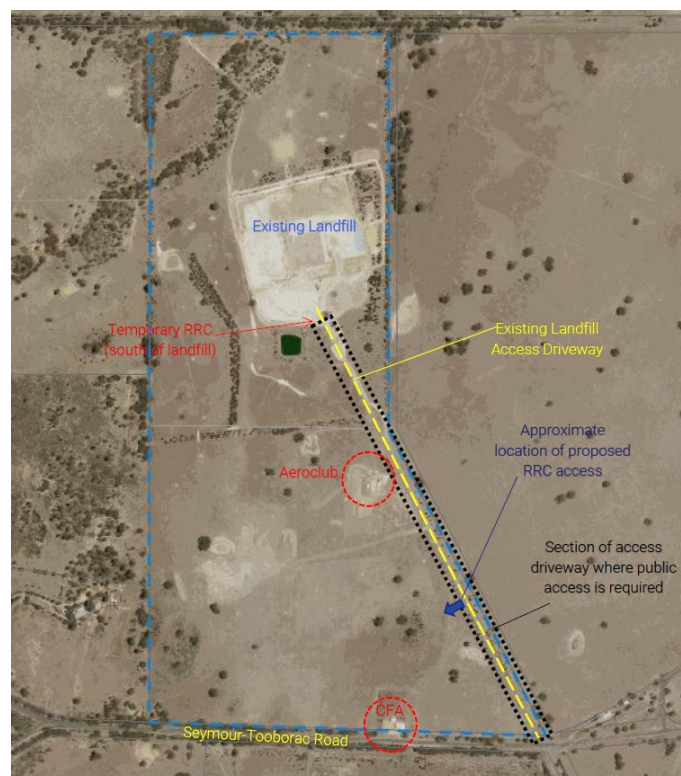 Existing Landfill
Temporary RRC
(south of landfill)
Existing Landfill
Access Driveway
Approximate
location of proposed
RRC access
Aeroclub
Section of access
driveway where public
access is required
CFA
Seymour-Tooborac Road